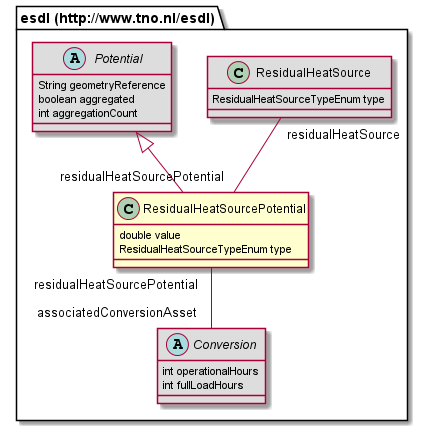 esdl (http://www.tno.nl/esdl)
A Potential
String geometryReference
boolean aggregated
int aggregationCount
C ResidualHeatSource
ResidualHeatSourceTypeEnum type
residualHeatSource
residualHeatSourcePotential
C ResidualHeatSourcePotential
double value
ResidualHeatSourceTypeEnum type
residualHeatSourcePotential
associatedConversionAsset
A Conversion
int operationalHours
int fullLoadHours